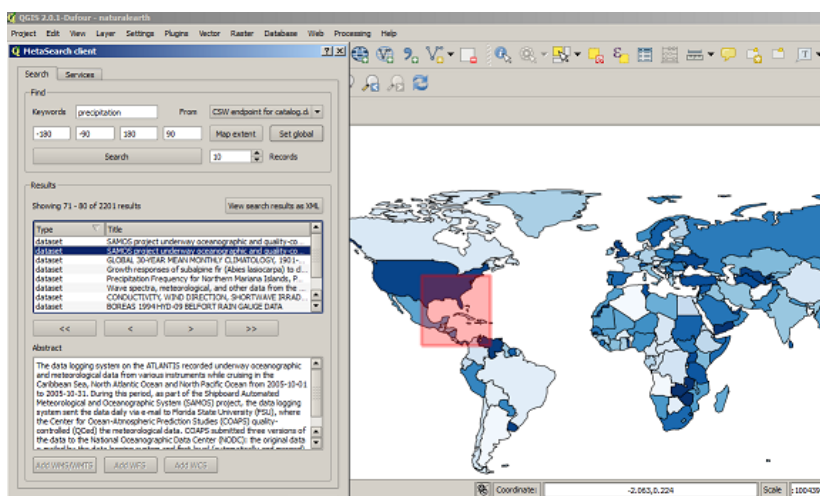 QGIS 2.0.1-Dufour - naturalearth
Project Edit View Layer Settings Plugins Vector Raster Database Web Processing Help
MetaSearch client
Search Services
Find
Keywords precipitation From CSW endpoint for catalog.d
-180 -90 180 90 Map extent Set global
Search 10 Records
Results
Showing 71 - 80 of 2201 results View search results as XML
Type Title
dataset SAMOS project underway oceanographic and quality-co...
dataset SAMOS project underway oceanographic and quality-co...
dataset GLOBAL 30-YEAR MEAN MONTHLY CLIMATOLOGY, 1901-...
dataset Growth responses of subalpine fir (Abies lasiocarpa) to d...
dataset Precipitation Frequency for Northern Mariana Islands, P...
dataset Wave spectra, meteorological, and other data from the ...
dataset CONDUCTIVITY, WIND DIRECTION, SHORTWAVE IRRAD...
dataset BOREAS 1994 HYD-09 BELFORT RAIN GAUGE DATA
<< < > >>
Abstract
The data logging system on the ATLANTIS recorded underway oceanographic
and meteorological data from various instruments while cruising in the
Caribbean Sea, North Atlantic Ocean and North Pacific Ocean from 2005-10-01
to 2005-10-31. During this period, as part of the Shipboard Automated
Meteorological and Oceanographic System (SAMOS) project, the data logging
system sent the data daily via e-mail to Florida State University (FSU), where
the Center for Ocean-Atmospheric Prediction Studies (COAPS) quality-
controlled (QCed) the meteorological data. COAPS submitted three versions of
the data to the National Oceanographic Data Center (NODC): the original data
Add WMS/WMTS Add WFS Add WCS
Coordinate: -2.063,0.224 Scale :100439